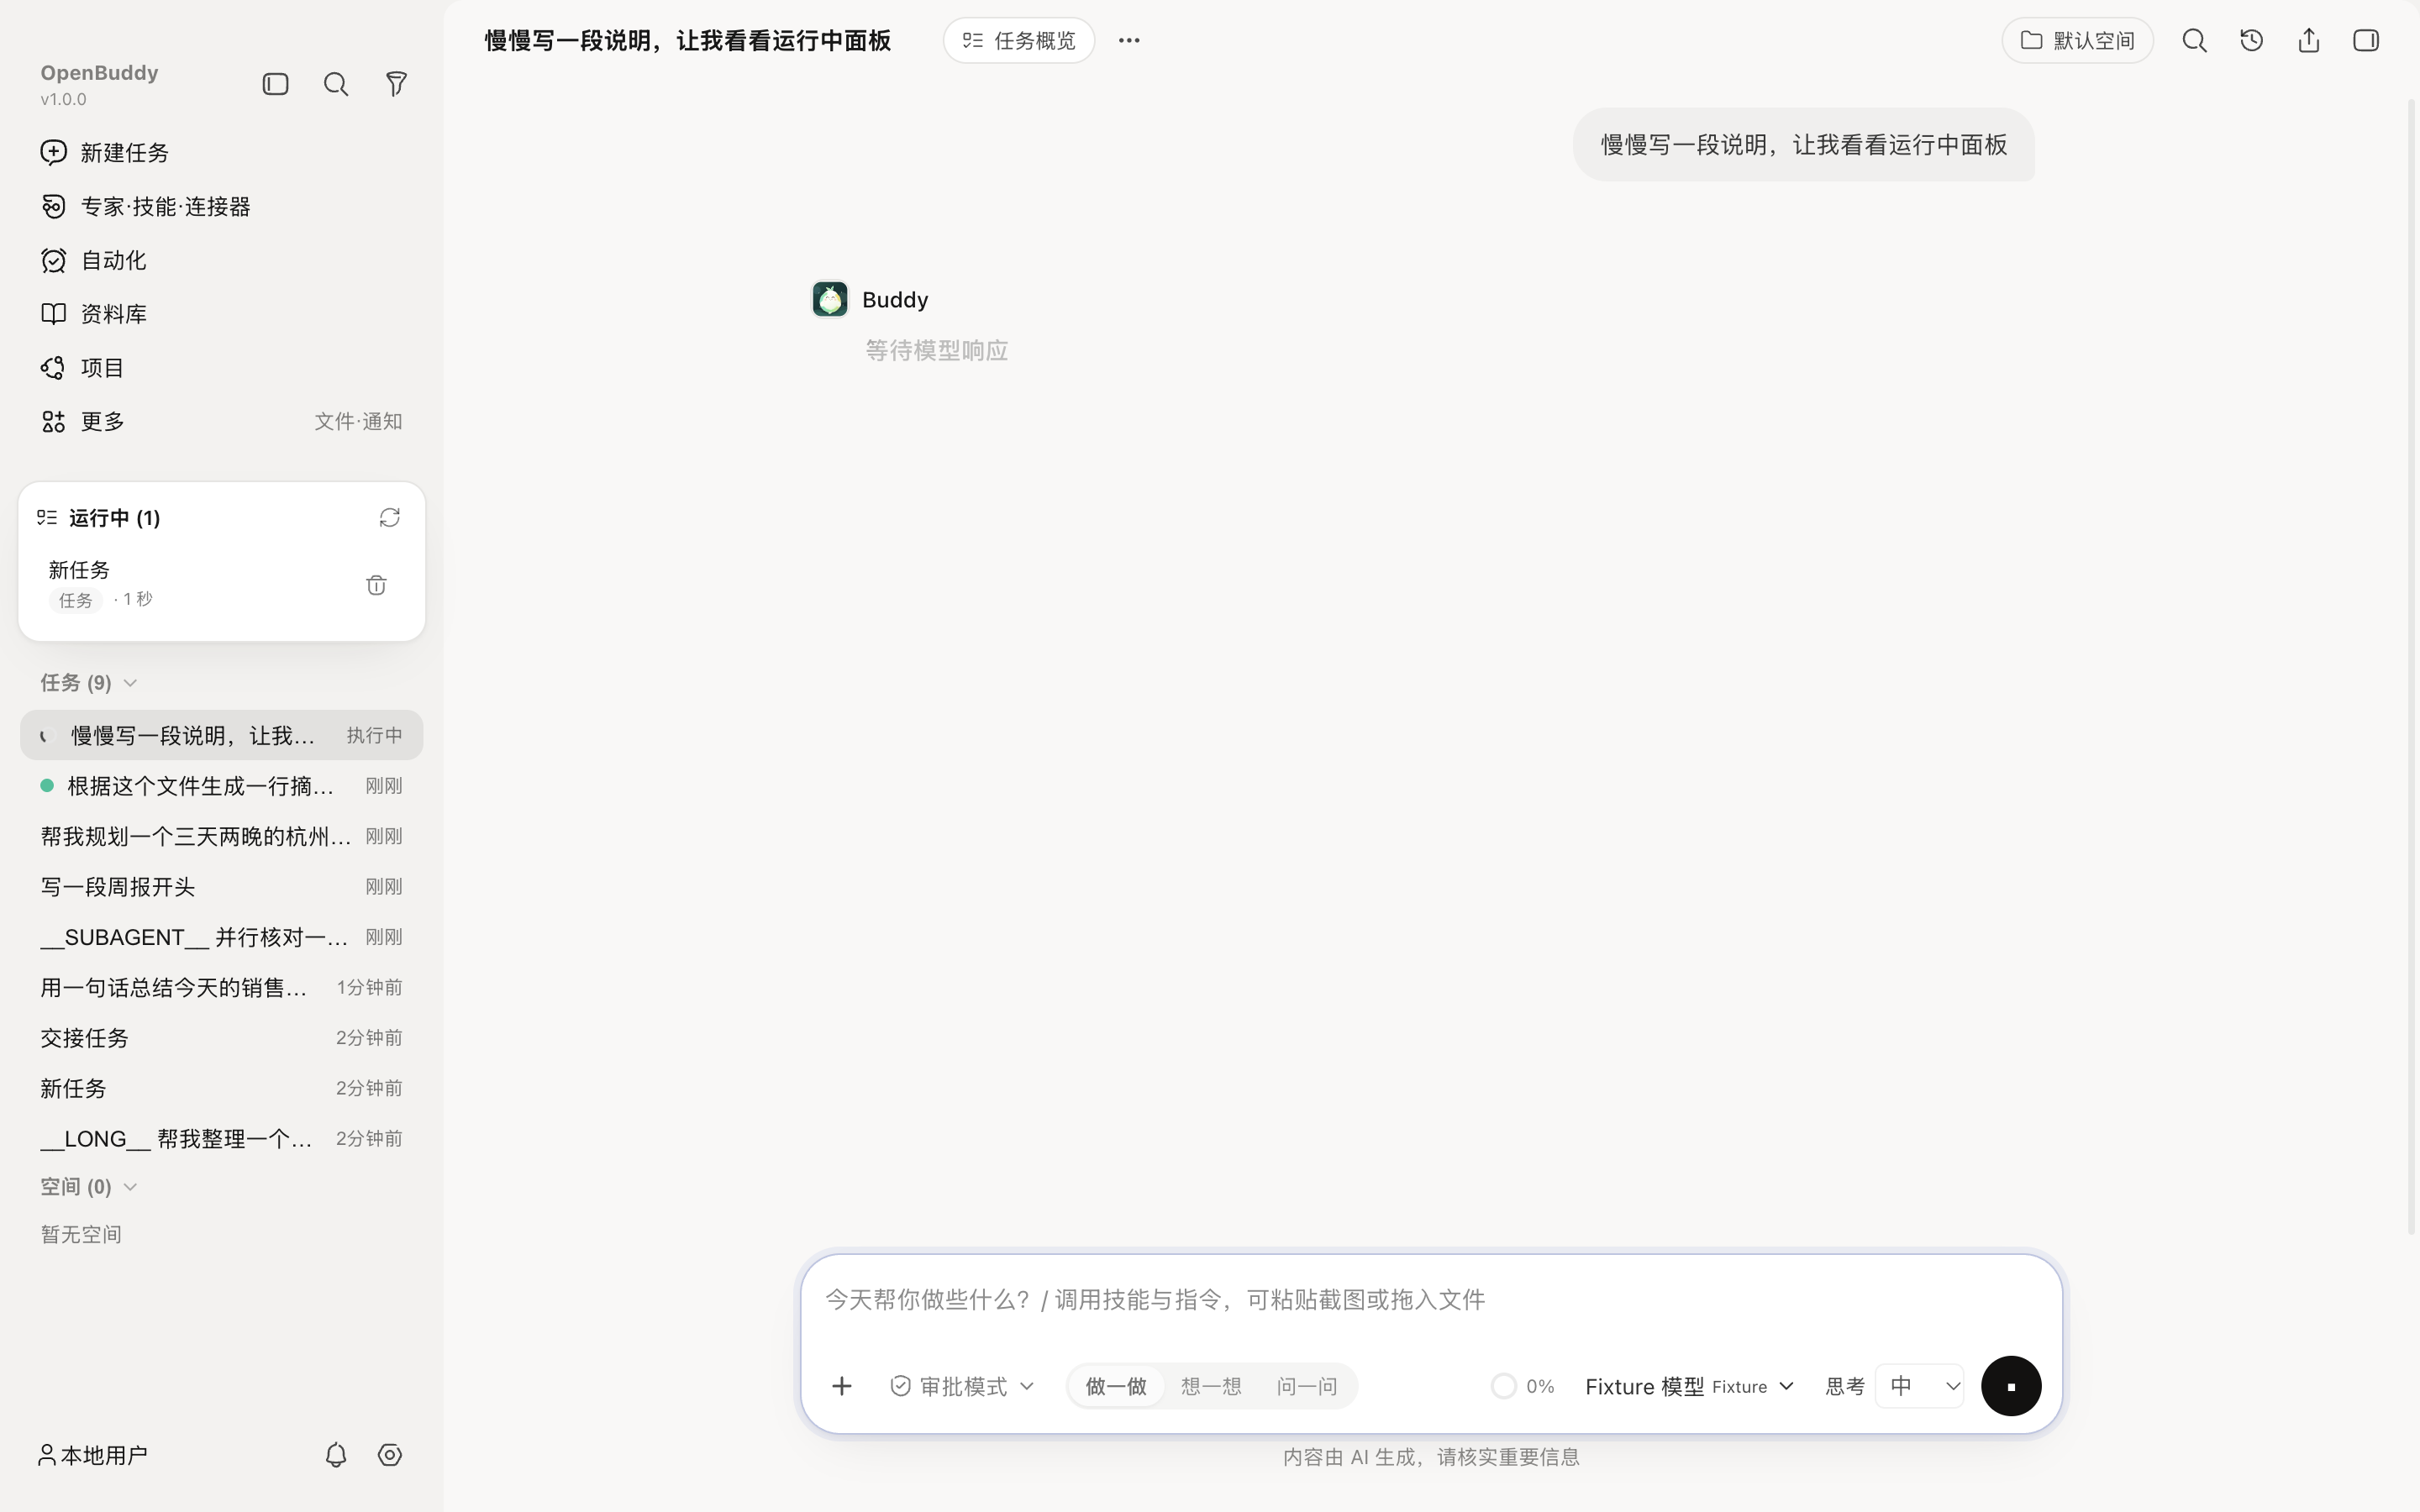 OpenBuddy
v1.0.0
新建任务
专家·技能·连接器
自动化
资料库
项目
更多 文件·通知
运行中 (1)
新任务
任务 · 1 秒
任务 (9)
慢慢写一段说明，让我… 执行中
根据这个文件生成一行摘… 刚刚
帮我规划一个三天两晚的杭州… 刚刚
写一段周报开头 刚刚
__SUBAGENT__ 并行核对一… 刚刚
用一句话总结今天的销售… 1分钟前
交接任务 2分钟前
新任务 2分钟前
__LONG__ 帮我整理一个… 2分钟前
空间 (0)
暂无空间
本地用户
慢慢写一段说明，让我看看运行中面板 任务概览 默认空间
慢慢写一段说明，让我看看运行中面板
Buddy
等待模型响应
今天帮你做些什么？/ 调用技能与指令，可粘贴截图或拖入文件
审批模式 做一做 想一想 问一问 0% Fixture 模型 Fixture 思考 中
内容由 AI 生成，请核实重要信息